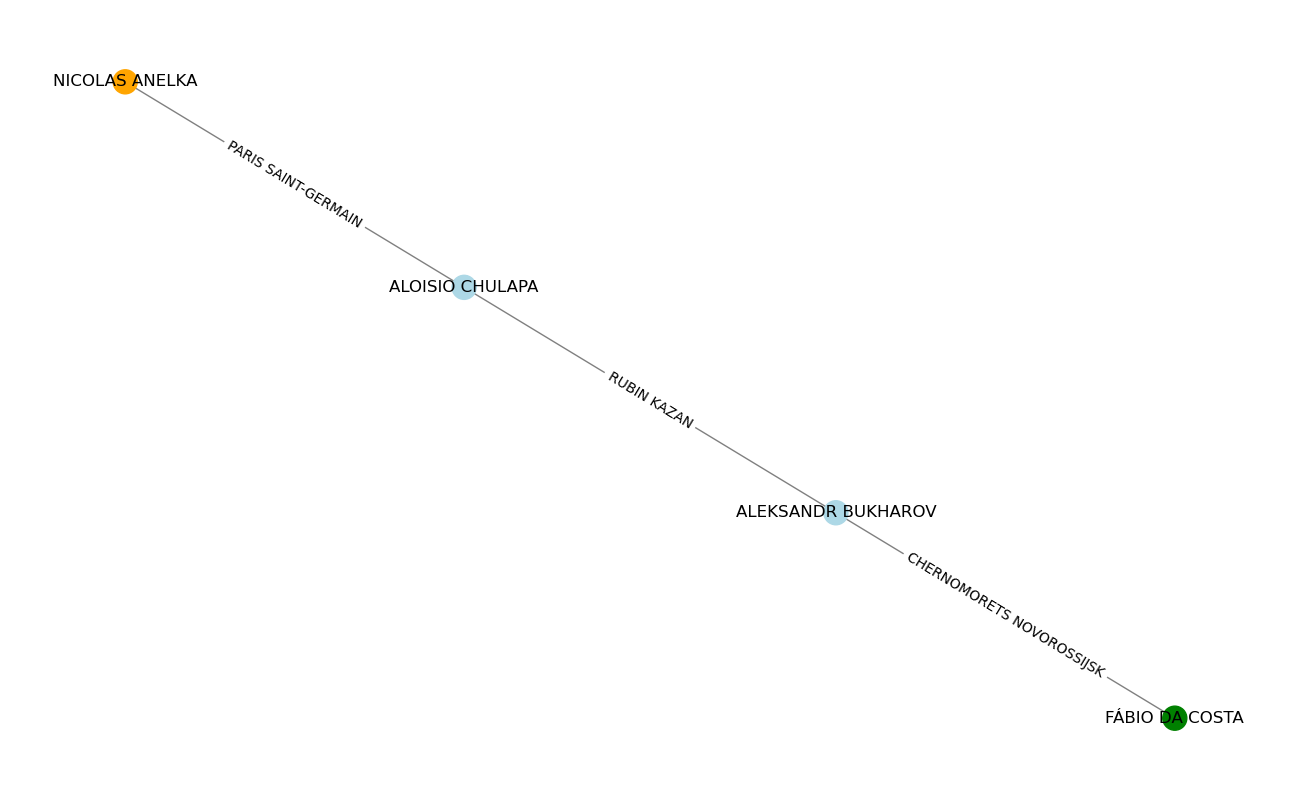 NICOLAS ANELKA
PARIS SAINT-GERMAIN
ALOISIO CHULAPA
RUBIN KAZAN
ALEKSANDR BUKHAROV
CHERNOMORETS NOVOROSSIJSK
FÁBIO DA COSTA